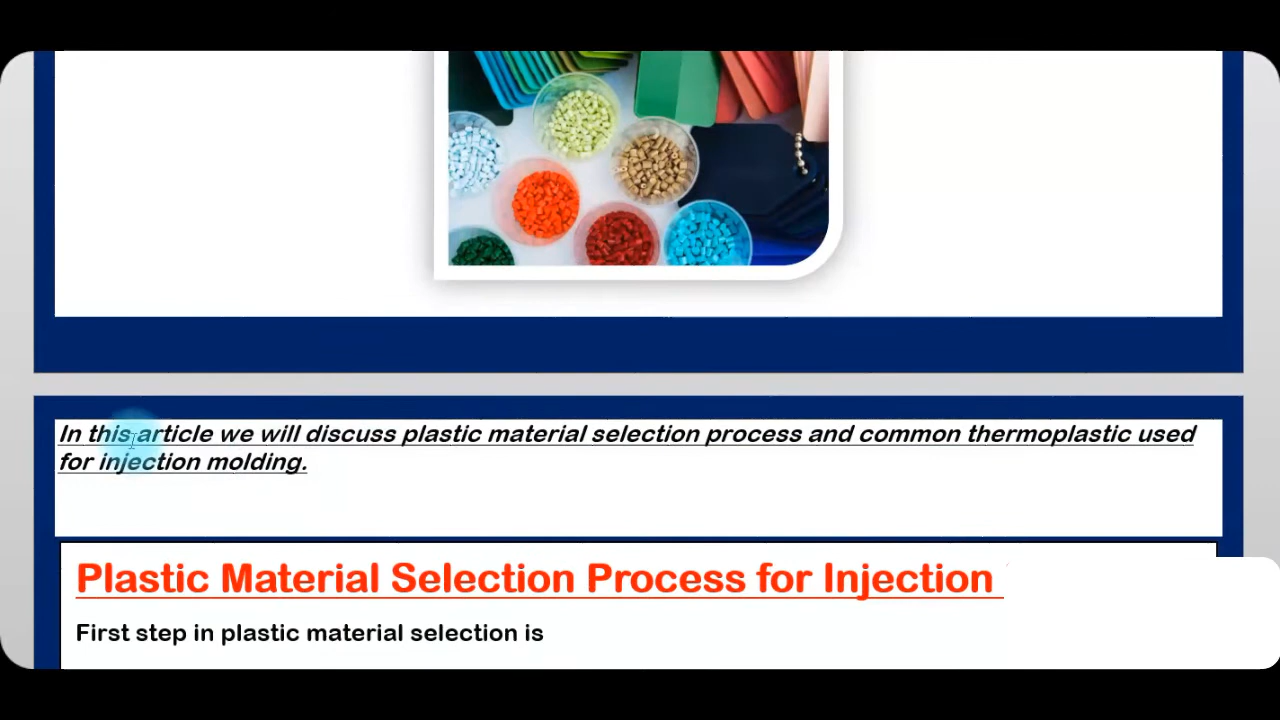 In this article we will discuss plastic material selection process and common thermoplastic used
for injection molding.
Plastic Material Selection Process for Injection
First step in plastic material selection is